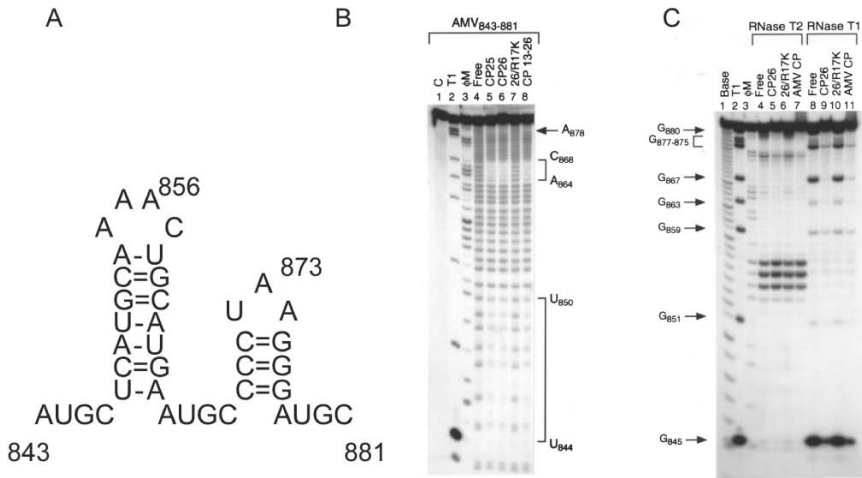 A
A A 856
A C
A-U
C=G
G=C
U-A
A-U
C=G
U-A
873
U A A
C=G
C=G
C=G
AUGC AUGC AUGC
843 881
B
AMV843-881
C T1 φM Free CP25 CP26 26/R17K CP 13-26
1 2 3 4 5 6 7 8
A878
C868
A864
U850
U844
C
RNase T2 RNase T1
Base T1 φM Free CP26 26/R17K AMV CP Free CP26 26/R17K AMV CP
1 2 3 4 5 6 7 8 9 10 11
G880
G877-875
G867
G863
G859
G851
G845